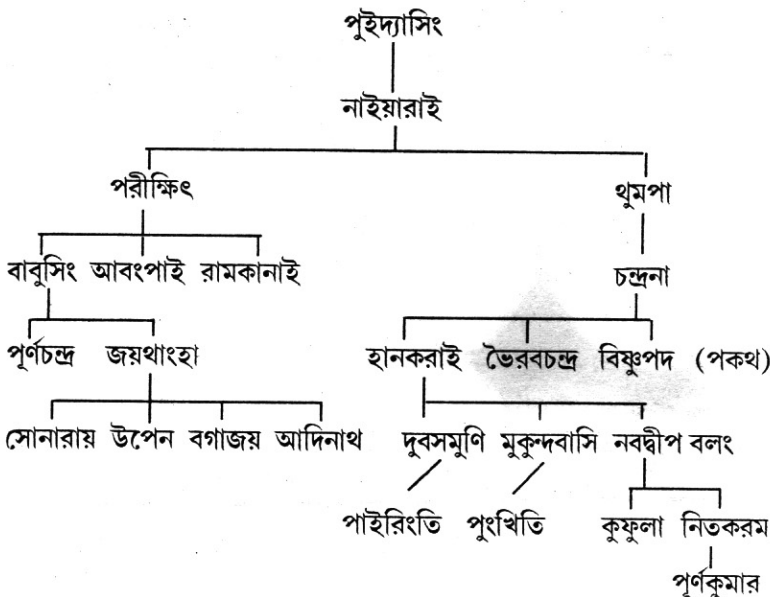 পুইদ্যাসিং
নাইয়ারাই
পরীক্ষিৎ থুমপা
বাবুসিং আবংপাই রামকানাই চন্দ্রনা
পূর্ণচন্দ্র জয়থাংহা হানকরাই ভৈরবচন্দ্র বিষ্ণুপদ (পকথ)
সোনারায় উপেন বগাজয় আদিনাথ দুবসমুণি মুকুন্দবাসি নবদ্বীপ বলং
পাইরিংতি পুংখিতি কুফুলা নিতকরম
পূর্ণকুমার